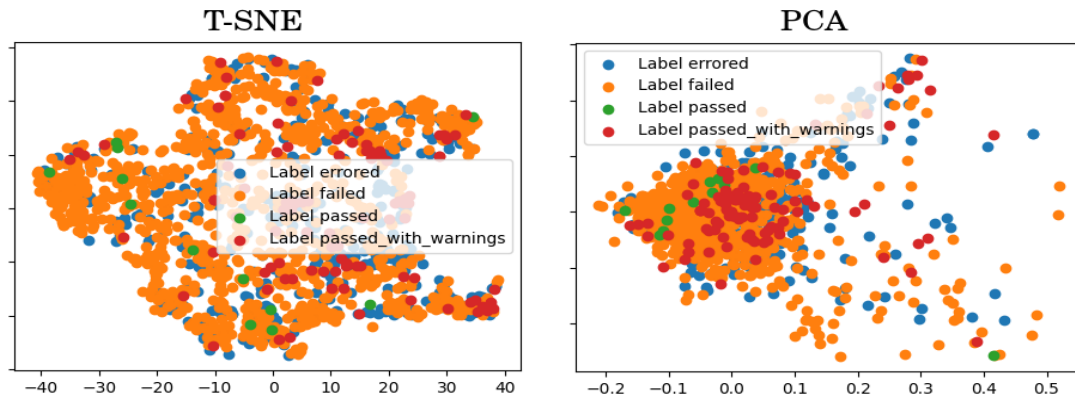 T-SNE
Label errored
Label failed
Label passed
Label passed_with_warnings
−40 −30 −20 −10 0 10 20 30 40
PCA
Label errored
Label failed
Label passed
Label passed_with_warnings
−0.2 −0.1 0.0 0.1 0.2 0.3 0.4 0.5